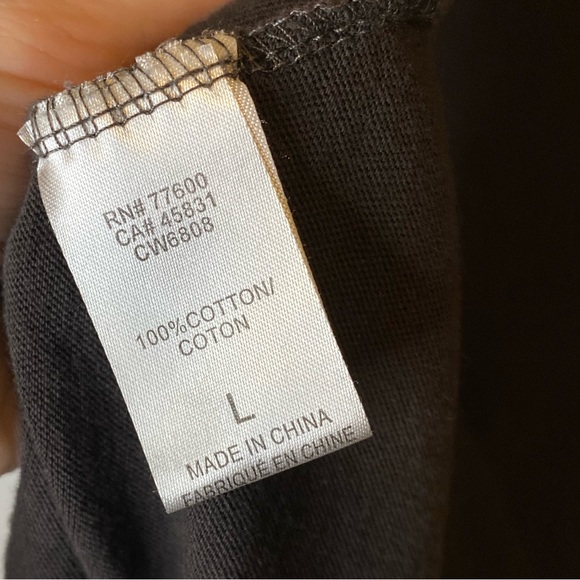 RN# 77600
CA# 45831
CW6808
100%COTTON/
COTON
L
MADE IN CHINA
FABRIQUE EN CHINE